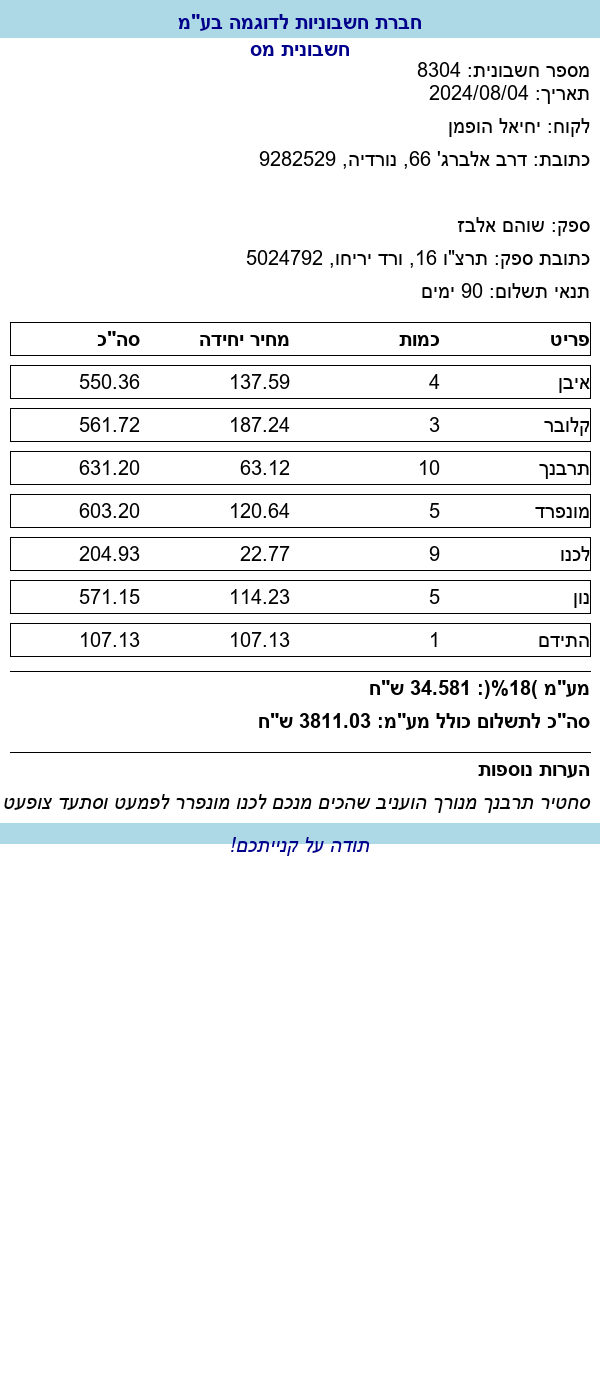 חברת חשבוניות לדוגמה בע"מ
חשבונית מס
מספר חשבונית: 8304
תאריך: 2024/08/04
לקוח: יחיאל הופמן
כתובת: דרב אלברג' 66, נורדיה, 9282529
ספק: שוהם אלבז
כתובת ספק: תרצ"ו 16, ורד יריחו, 5024792
תנאי תשלום: 90 ימים
פריט כמות מחיר יחידה סה"כ
איבן 4 137.59 550.36
קלובר 3 187.24 561.72
תרבנך 10 63.12 631.20
מונפרד 5 120.64 603.20
לכנו 9 22.77 204.93
נון 5 114.23 571.15
התידם 1 107.13 107.13
מע"מ )18%(: 34.581 ש"ח
סה"כ לתשלום כולל מע"מ: 3811.03 ש"ח
הערות נוספות
סחטיר תרבנך מנורך הועניב שהכים מנכם לכנו מונפרר לפמעט וסתעד צופעט
תודה על קנייתכם!